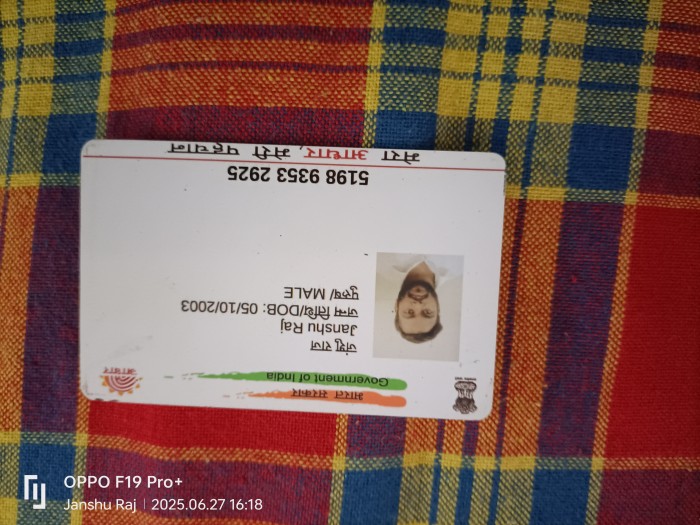 भारत सरकार
Government of India
जंशु राज
Janshu Raj
जन्म तिथि/DOB: 05/10/2003
पुरुष/ MALE
5198 9353 2925
मेरा आधार, मेरी पहचान
आधार
OPPO F19 Pro+
Janshu Raj | 2025.06.27 16:18